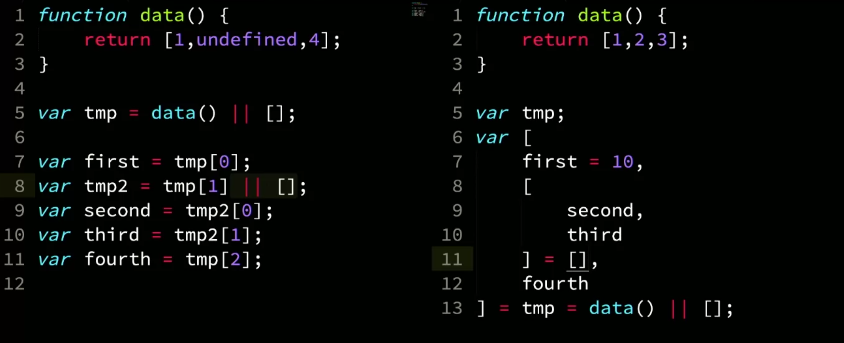 1 function data() {
2     return [1,undefined,4];
3 }
4
5 var tmp = data() || [];
6
7 var first = tmp[0];
8 var tmp2 = tmp[1] || [];
9 var second = tmp2[0];
10 var third = tmp2[1];
11 var fourth = tmp[2];
12
1 function data() {
2     return [1,2,3];
3 }
4
5 var tmp;
6 var [
7     first = 10,
8     [
9         second,
10         third
11     ] = [],
12     fourth
13 ] = tmp = data() || [];